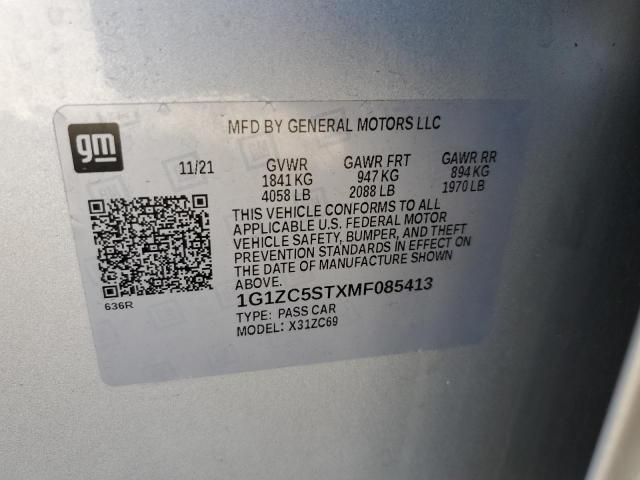 gm
MFD BY GENERAL MOTORS LLC
11/21 GVWR GAWR FRT GAWR RR
1841 KG 947 KG 894 KG
4058 LB 2088 LB 1970 LB
THIS VEHICLE CONFORMS TO ALL
APPLICABLE U.S. FEDERAL MOTOR
VEHICLE SAFETY, BUMPER, AND THEFT
PREVENTION STANDARDS IN EFFECT ON
THE DATE OF MANUFACTURE SHOWN
ABOVE.
636R
1G1ZC5STXMF085413
TYPE: PASS CAR
MODEL: X31ZC69